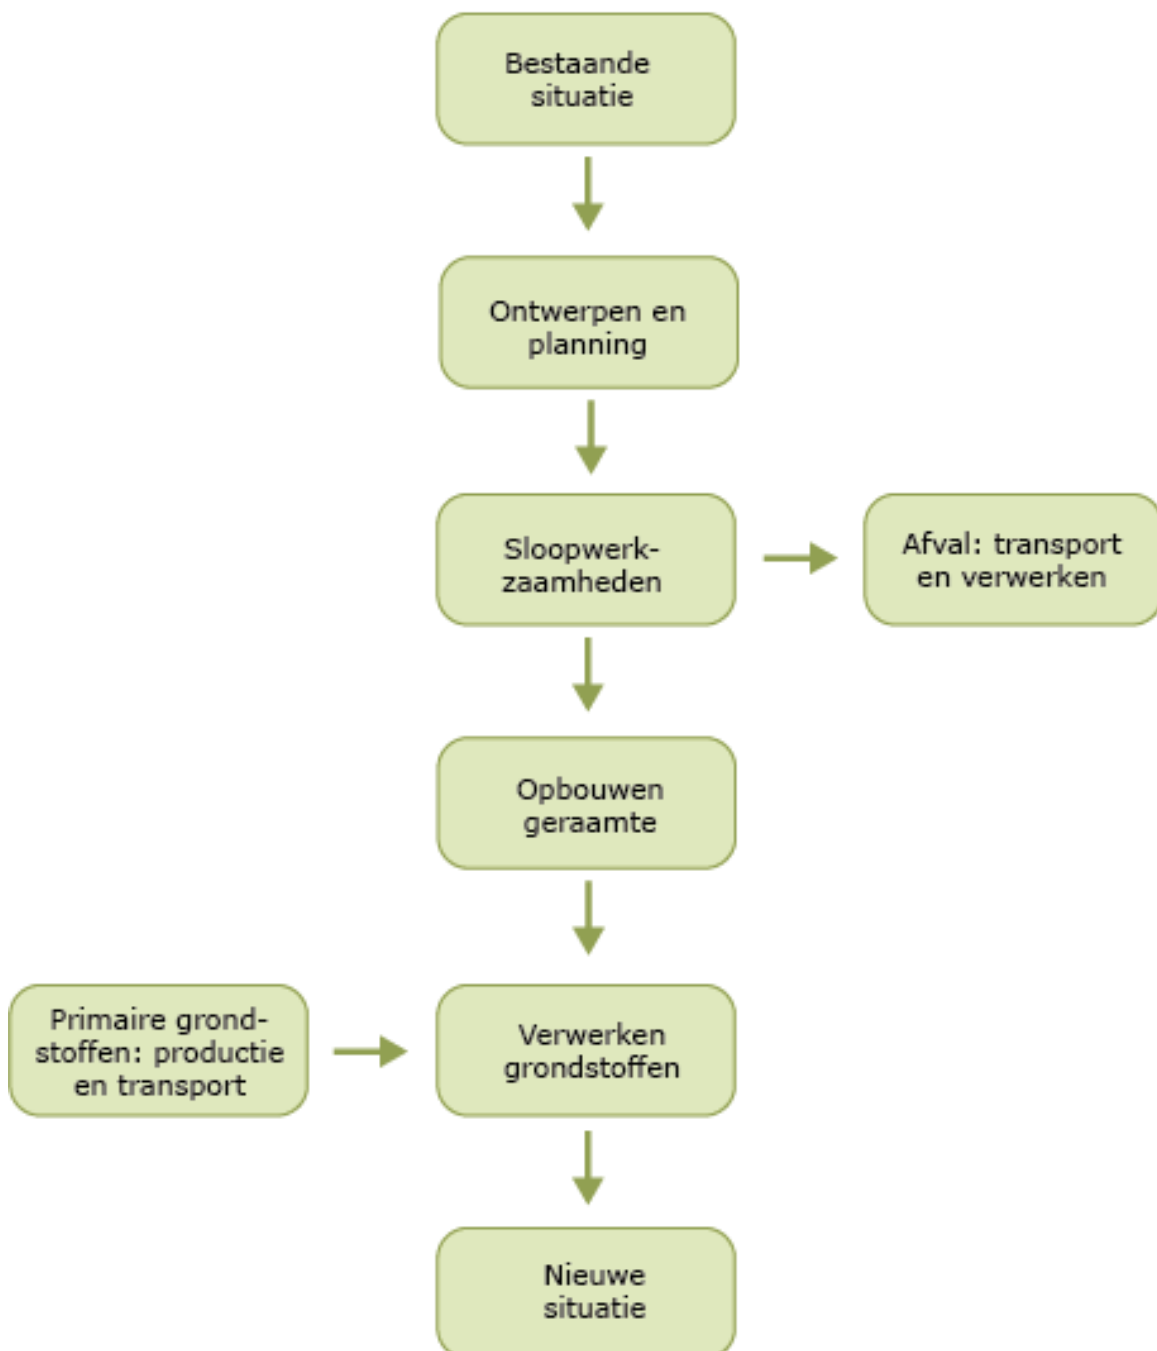 Bestaande
situatie
Ontwerpen en
planning
Sloopwerk-
zaamheden
Afval: transport
en verwerken
Opbouwen
geraamte
Primaire grond-
stoffen: productie
en transport
Verwerken
grondstoffen
Nieuwe
situatie